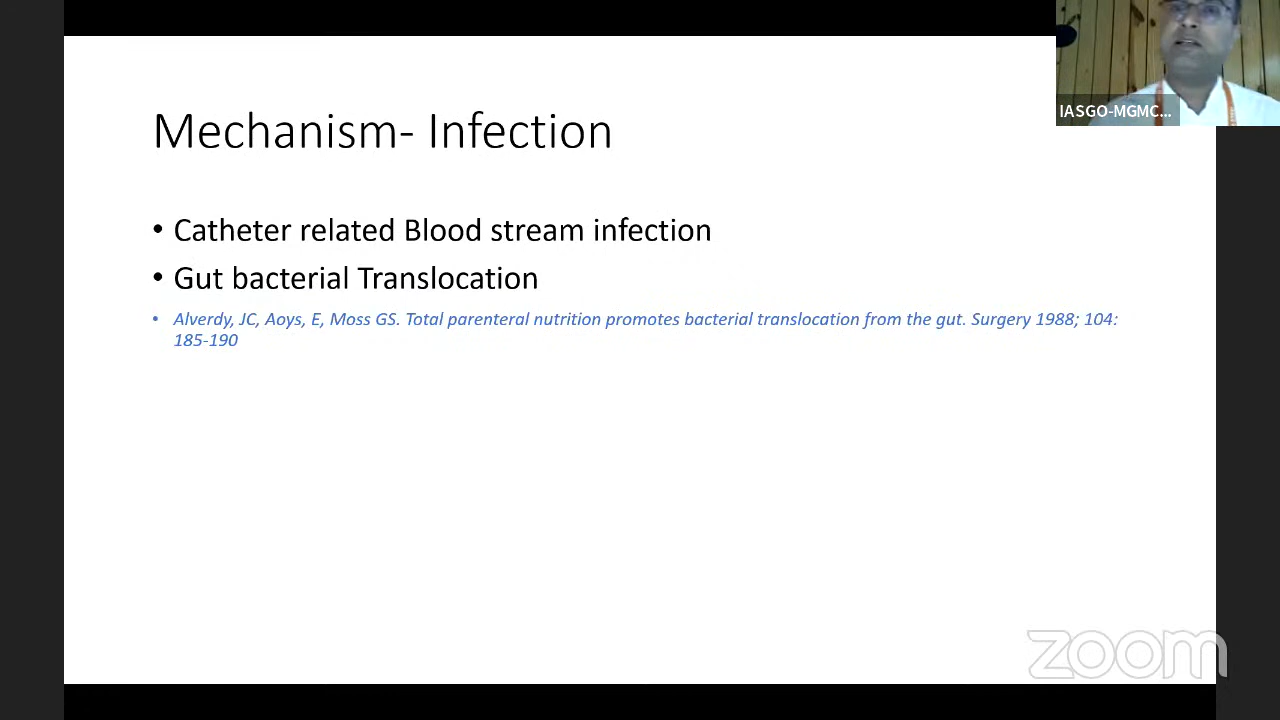 IASGO-MGMC...
Mechanism- Infection
• Catheter related Blood stream infection
• Gut bacterial Translocation
• Alverdy, JC, Aoys, E, Moss GS. Total parenteral nutrition promotes bacterial translocation from the gut. Surgery 1988; 104:
185-190
zoom